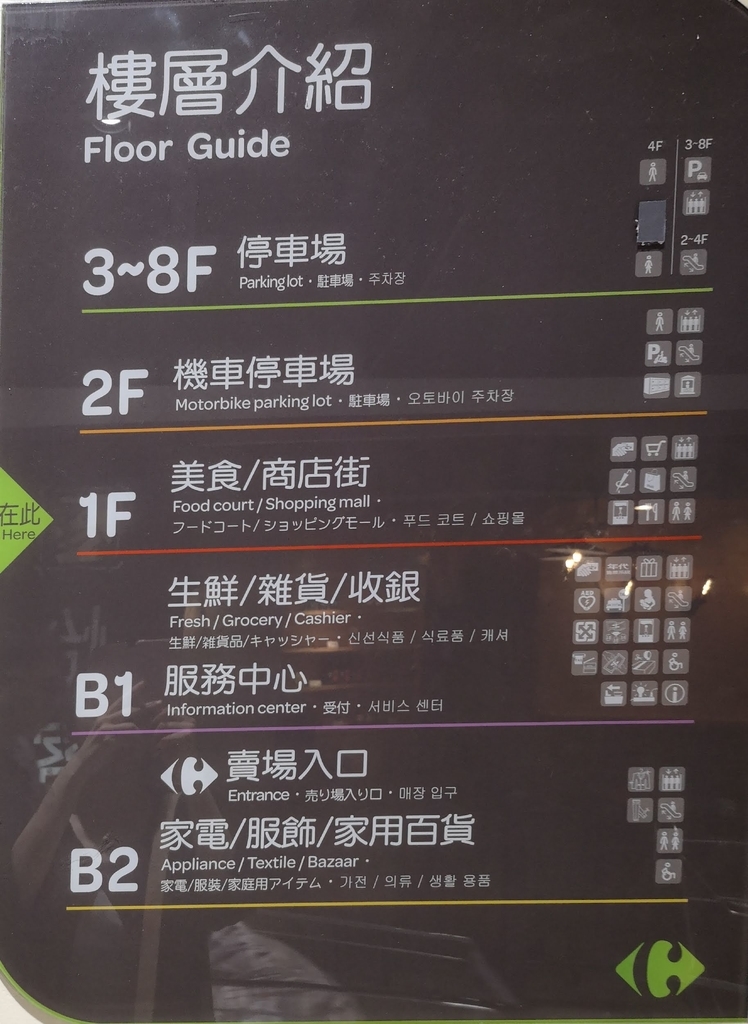 樓層介紹
Floor Guide
4F
3-8F
2-4F
3~8F 停車場
Parking lot・駐車場・주차장
2F 機車停車場
Motorbike parking lot・駐車場・오토바이 주차장
在此
Here
1F 美食/商店街
Food court / Shopping mall・
フードコート/ショッピングモール・푸드 코트 / 쇼핑몰
生鮮/雜貨/收銀
Fresh / Grocery / Cashier・
生鮮/雑貨品/キャッシャー・신선식품 / 식료품 / 캐셔
B1 服務中心
Information center・受付・서비스 센터
賣場入口
Entrance・売り場入り口・매장 입구
B2 家電/服飾/家用百貨
Appliance / Textile / Bazaar・
家電/服裝/家庭用アイテム・가전 / 의류 / 생활 용품
AED